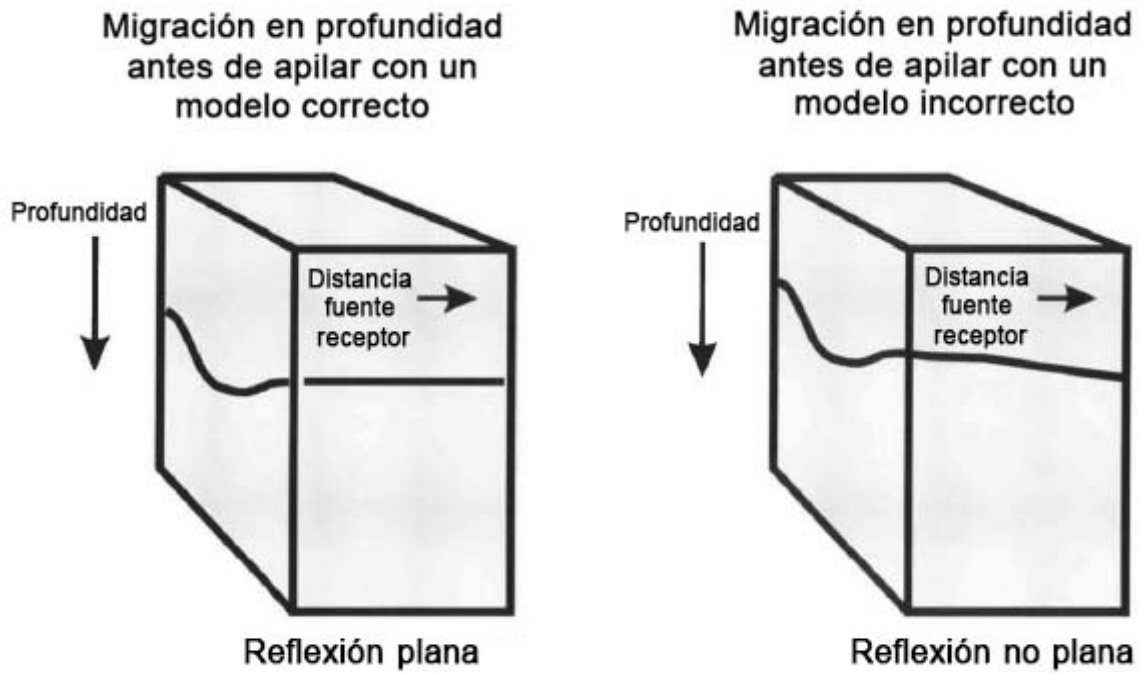 Migración en profundidad
antes de apilar con un
modelo correcto
Profundidad
Distancia
fuente
receptor
Reflexión plana
Migración en profundidad
antes de apilar con un
modelo incorrecto
Profundidad
Distancia
fuente
receptor
Reflexión no plana